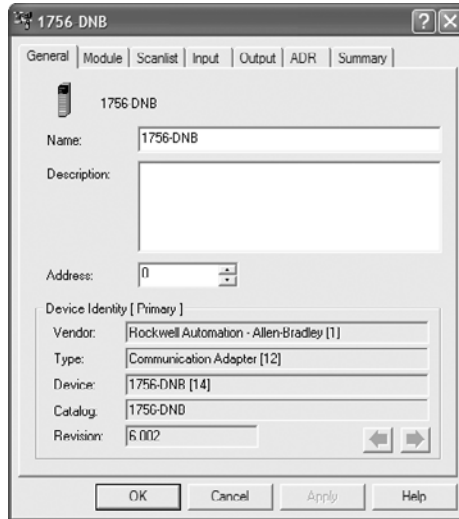 1756 DNB
General Module Scanlist Input Output ADR Summary
1756 DNB
Name: 1756-DNB
Description:
Address: 0
Device Identity [ Primary ]
Vendor: Rockwell Automation - Allen-Bradley [1]
Type: Communication Adapter [12]
Device: 1756-DNB [14]
Catalog: 1756-DNB
Revision: 6.002
OK Cancel Apply Help